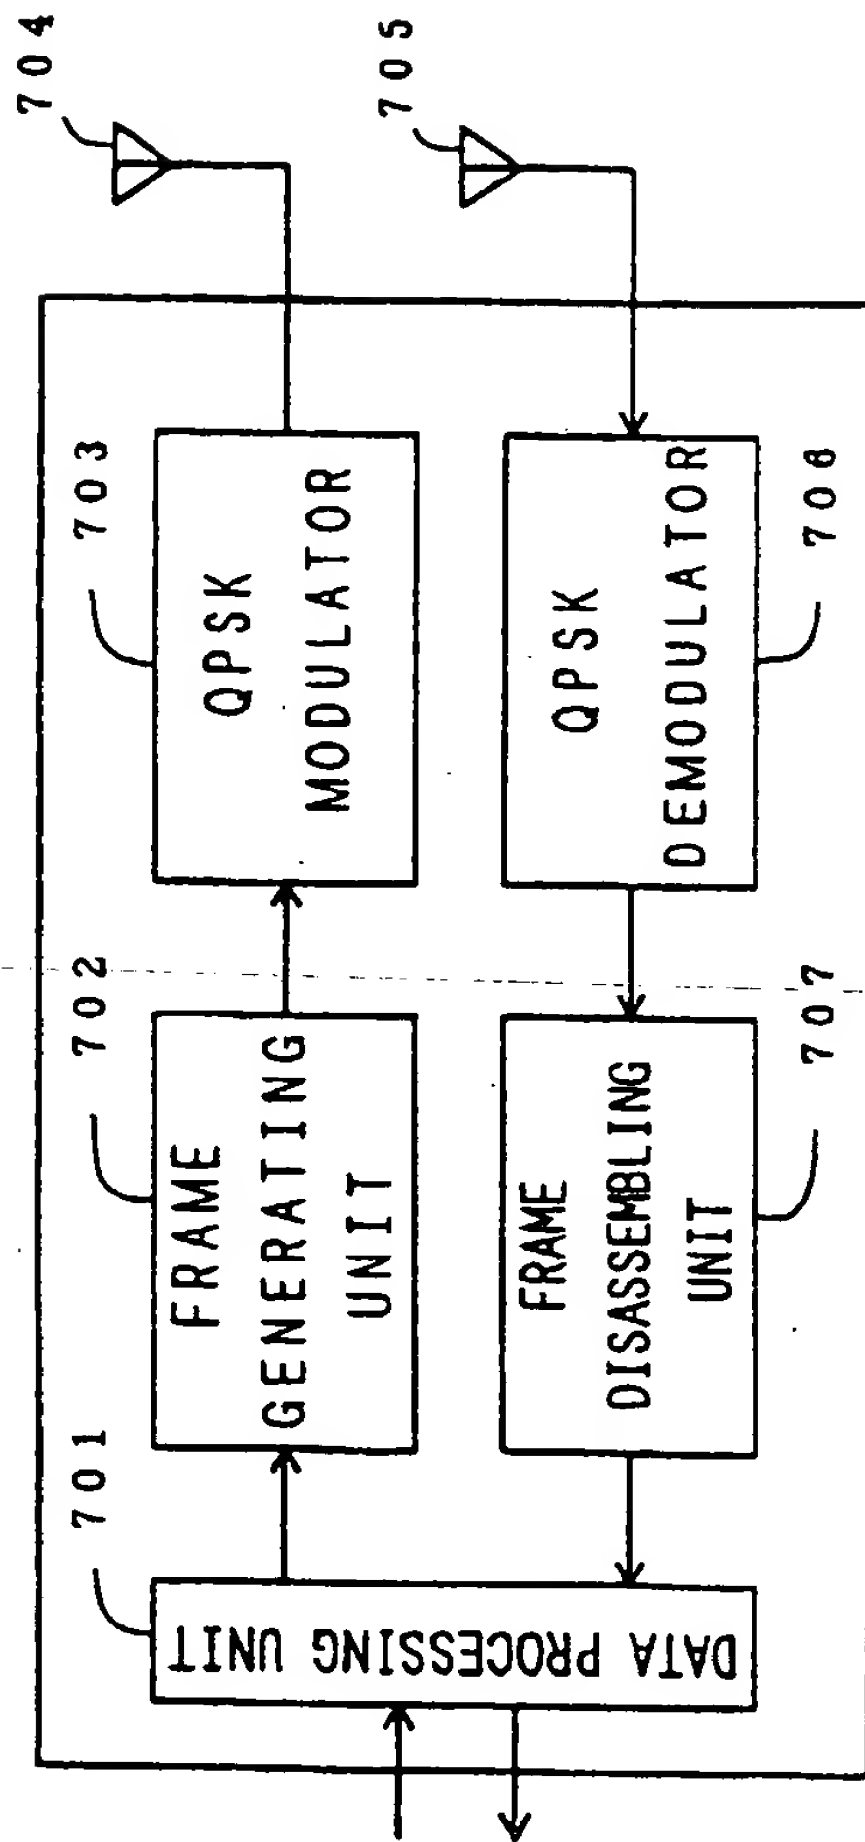 704
705
703
QPSK
MODULATOR
QPSK
DEMODULATOR
706
702
FRAME
GENERATING
UNIT
FRAME
DISASSEMBLING
UNIT
707
701
DATA PROCESSING UNIT